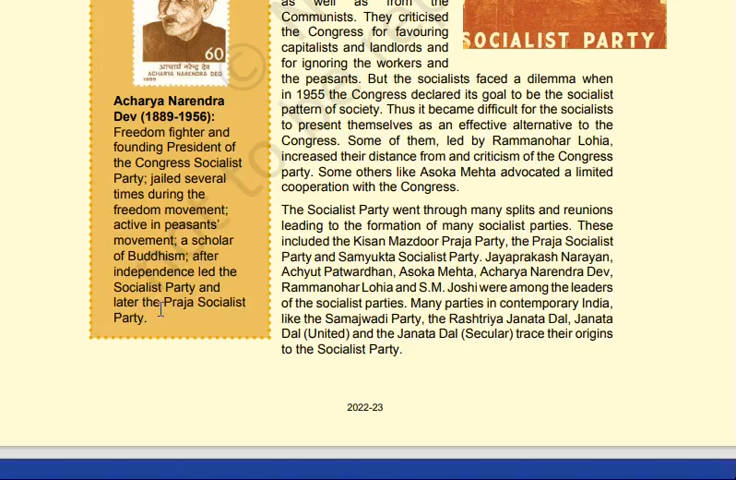 60
आचार्य नरेन्द्र देव
ACHARYA NARENDRA DEO
Acharya Narendra
Dev (1889-1956):
Freedom fighter and
founding President of
the Congress Socialist
Party; jailed several
times during the
freedom movement;
active in peasants'
movement; a scholar
of Buddhism; after
independence led the
Socialist Party and
later the Praja Socialist
Party.
as well as from the
Communists. They criticised
the Congress for favouring
capitalists and landlords and
for ignoring the workers and
the peasants. But the socialists faced a dilemma when
in 1955 the Congress declared its goal to be the socialist
pattern of society. Thus it became difficult for the socialists
to present themselves as an effective alternative to the
Congress. Some of them, led by Rammanohar Lohia,
increased their distance from and criticism of the Congress
party. Some others like Asoka Mehta advocated a limited
cooperation with the Congress.
The Socialist Party went through many splits and reunions
leading to the formation of many socialist parties. These
included the Kisan Mazdoor Praja Party, the Praja Socialist
Party and Samyukta Socialist Party. Jayaprakash Narayan,
Achyut Patwardhan, Asoka Mehta, Acharya Narendra Dev,
Rammanohar Lohia and S.M. Joshi were among the leaders
of the socialist parties. Many parties in contemporary India,
like the Samajwadi Party, the Rashtriya Janata Dal, Janata
Dal (United) and the Janata Dal (Secular) trace their origins
to the Socialist Party.
SOCIALIST PARTY
2022-23